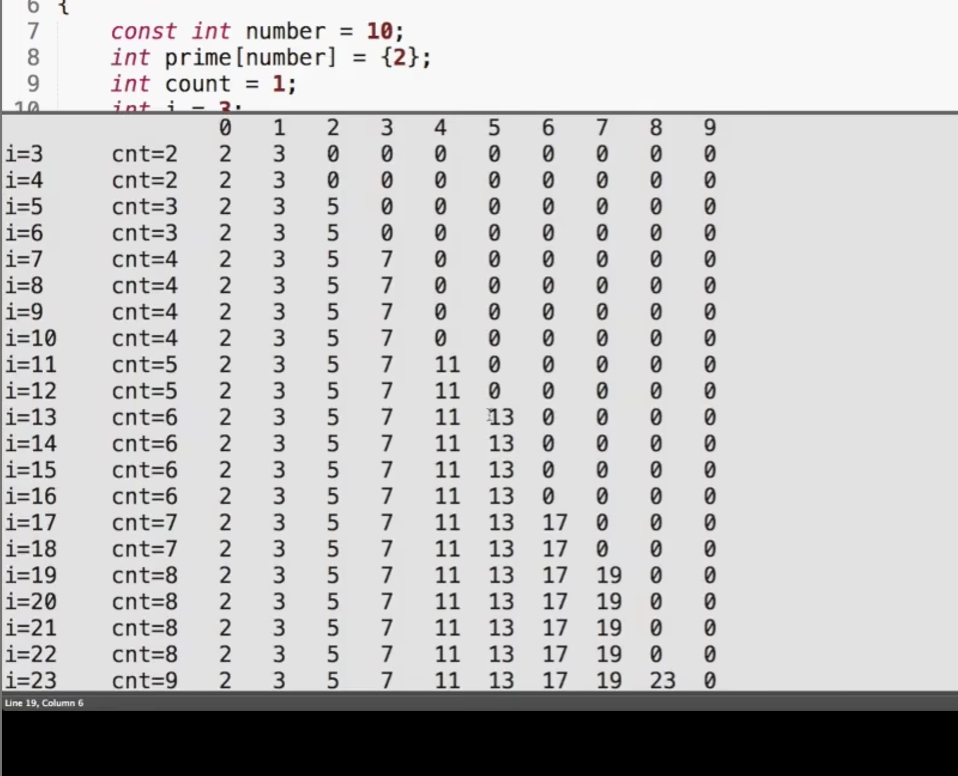 6 {
7 const int number = 10;
8 int prime[number] = {2};
9 int count = 1;
10 int i = 3;
0 1 2 3 4 5 6 7 8 9
i=3 cnt=2 2 3 0 0 0 0 0 0 0 0
i=4 cnt=2 2 3 0 0 0 0 0 0 0 0
i=5 cnt=3 2 3 5 0 0 0 0 0 0 0
i=6 cnt=3 2 3 5 0 0 0 0 0 0 0
i=7 cnt=4 2 3 5 7 0 0 0 0 0 0
i=8 cnt=4 2 3 5 7 0 0 0 0 0 0
i=9 cnt=4 2 3 5 7 0 0 0 0 0 0
i=10 cnt=4 2 3 5 7 0 0 0 0 0 0
i=11 cnt=5 2 3 5 7 11 0 0 0 0 0
i=12 cnt=5 2 3 5 7 11 0 0 0 0 0
i=13 cnt=6 2 3 5 7 11 13 0 0 0 0
i=14 cnt=6 2 3 5 7 11 13 0 0 0 0
i=15 cnt=6 2 3 5 7 11 13 0 0 0 0
i=16 cnt=6 2 3 5 7 11 13 0 0 0 0
i=17 cnt=7 2 3 5 7 11 13 17 0 0 0
i=18 cnt=7 2 3 5 7 11 13 17 0 0 0
i=19 cnt=8 2 3 5 7 11 13 17 19 0 0
i=20 cnt=8 2 3 5 7 11 13 17 19 0 0
i=21 cnt=8 2 3 5 7 11 13 17 19 0 0
i=22 cnt=8 2 3 5 7 11 13 17 19 0 0
i=23 cnt=9 2 3 5 7 11 13 17 19 23 0
Line 19, Column 6